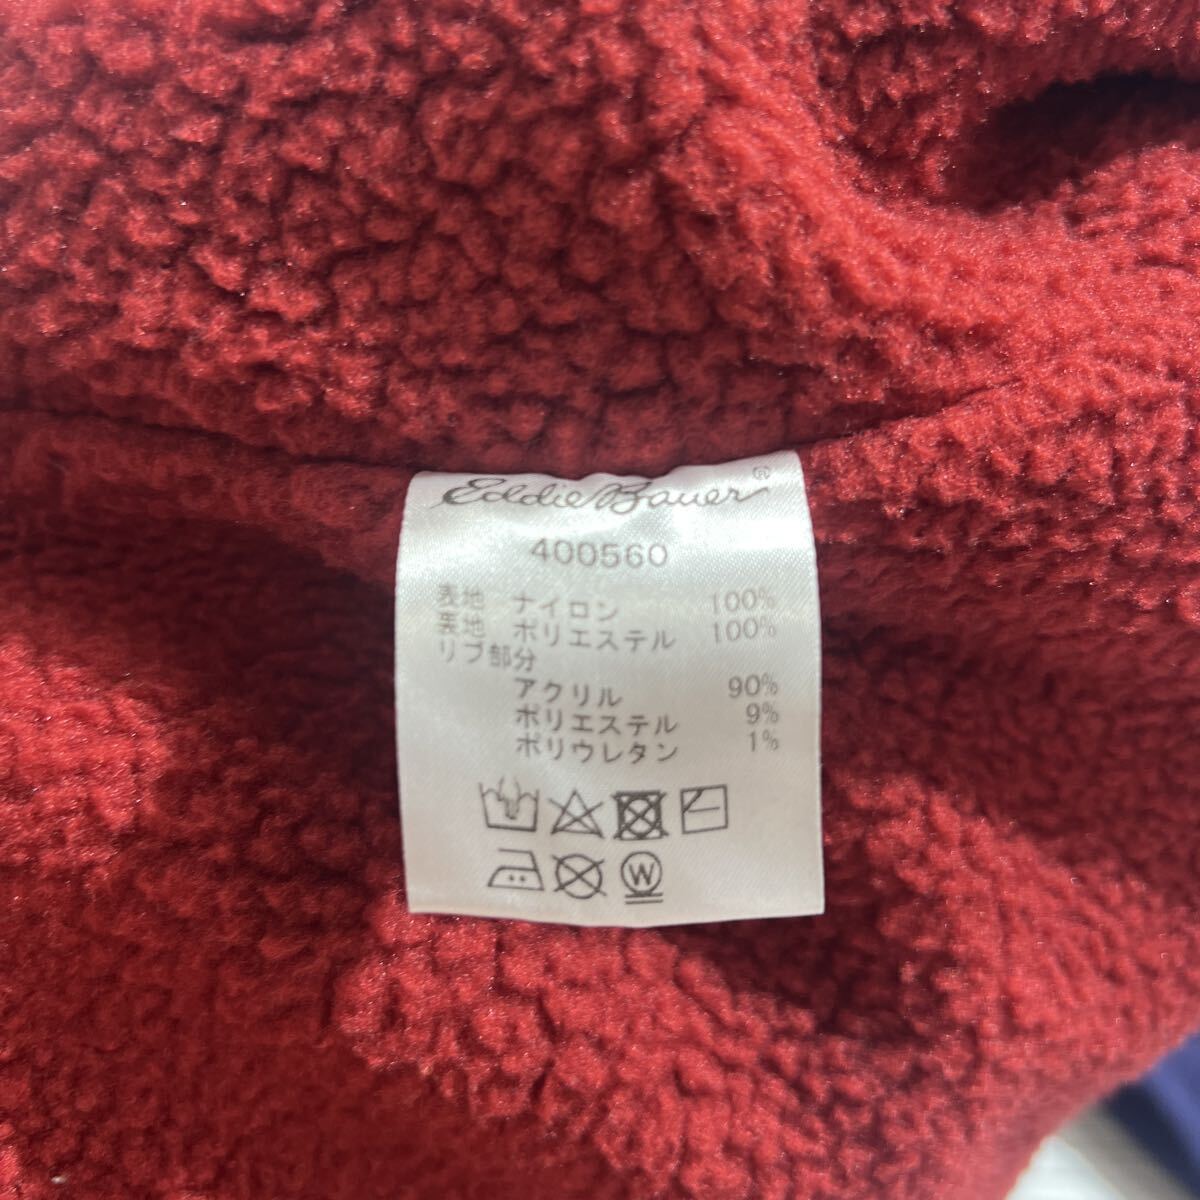 Eddie Bauer®
400560
表地 ナイロン 100%
裏地 ポリエステル 100%
リブ部分
アクリル 90%
ポリエステル 9%
ポリウレタン 1%
W